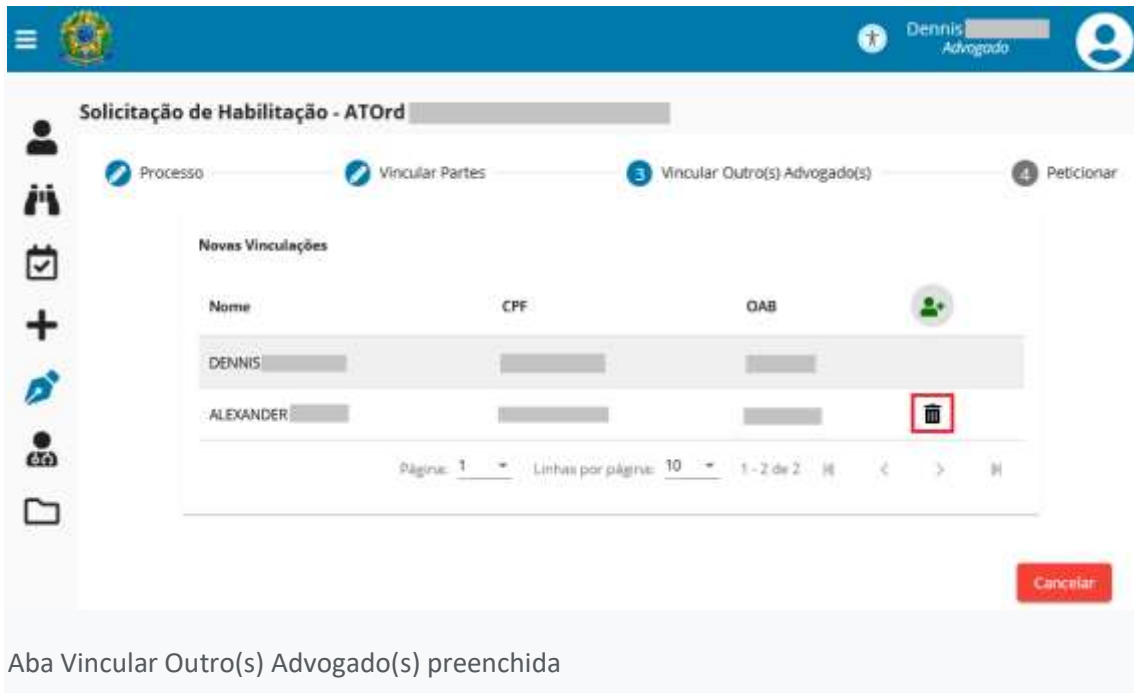 Dennis
Advogado
Solicitação de Habilitação - ATOrd
Processo
Vincular Partes
3 Vincular Outro(s) Advogado(s)
4 Peticionar
Novas Vinculações
Nome CPF OAB
DENNIS
ALEXANDER
Página: 1 Linhas por página: 10 1 - 2 de 2
Cancelar
Aba Vincular Outro(s) Advogado(s) preenchida